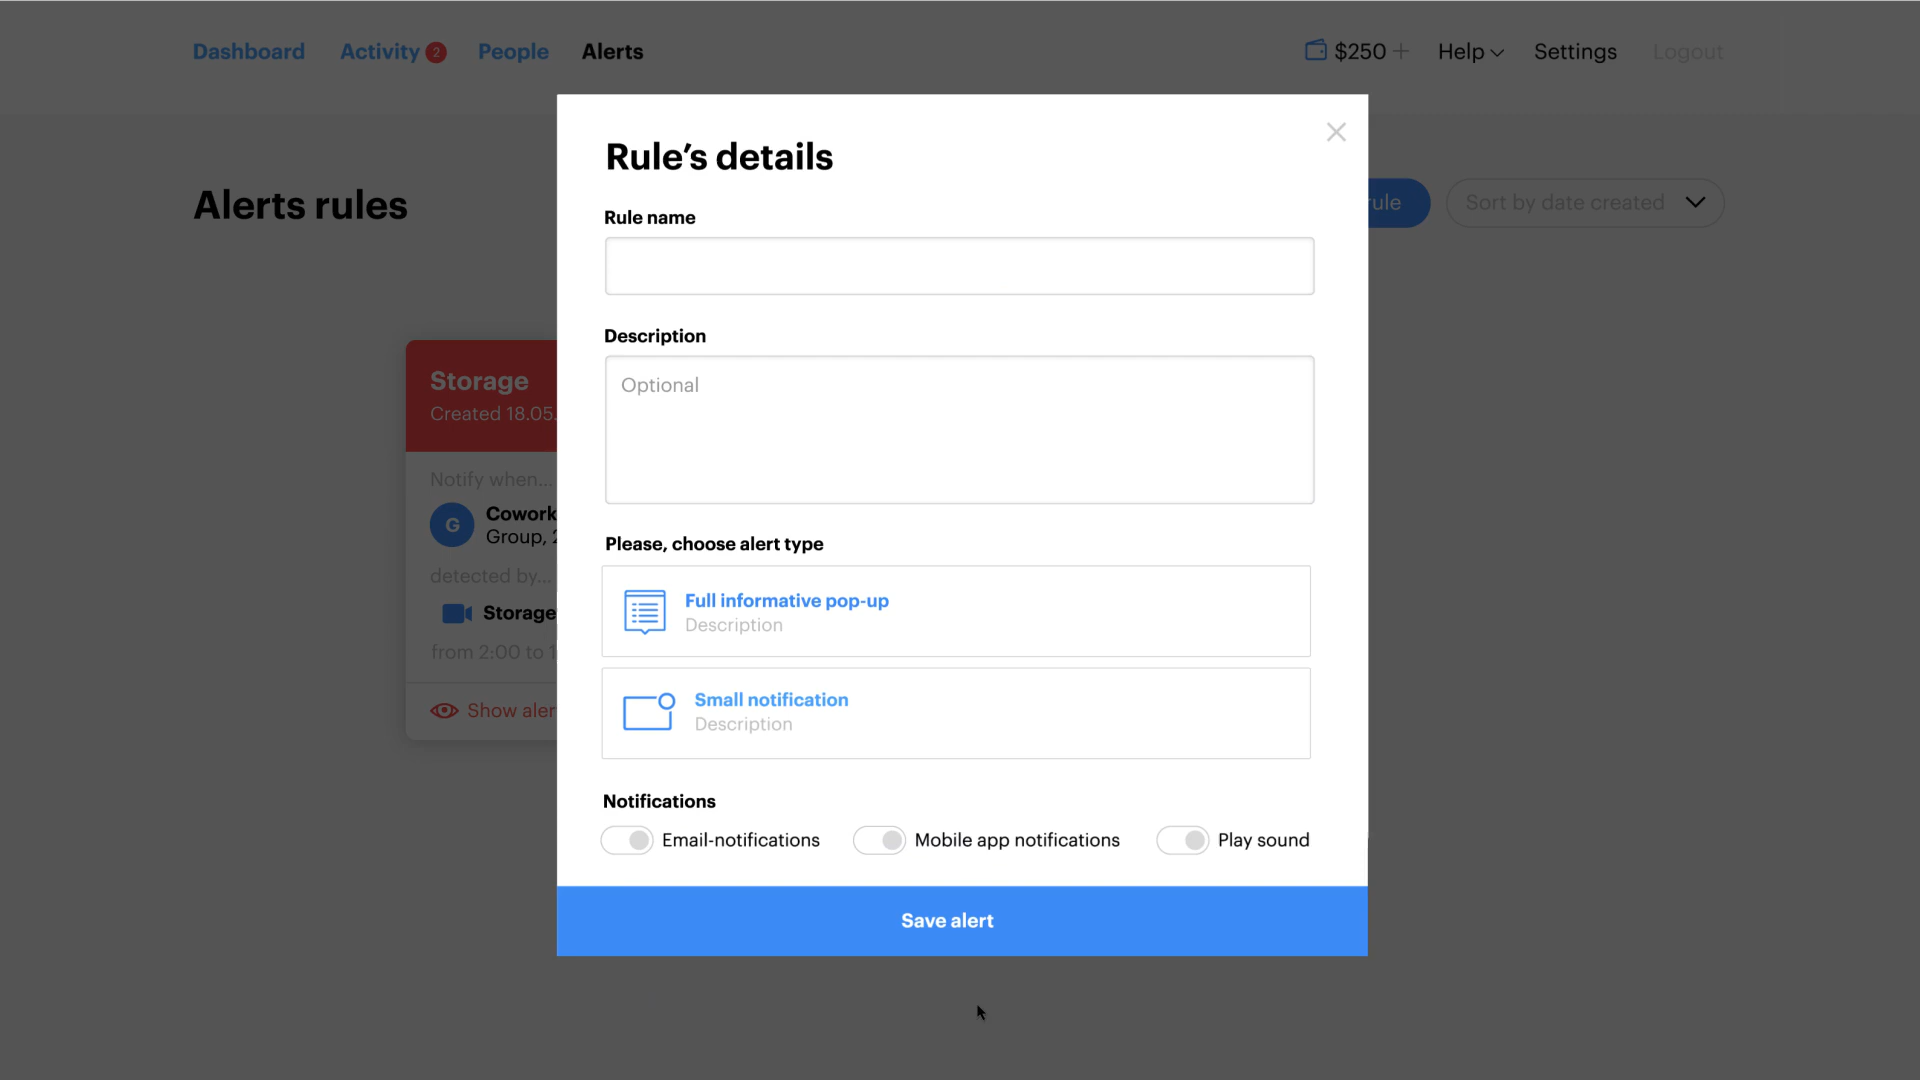 Dashboard Activity 2 People Alerts $250 Help Settings Logout
Rule’s details
Alerts rules
rule
Sort by date created
Rule name
Description
Optional
Storage
Created 18.05.
Notify when...
G
Cowork
Group, 2
detected by...
Storage
from 2:00 to 1
Show aler
Please, choose alert type
Full informative pop-up
Description
Small notification
Description
Notifications
Email-notifications Mobile app notifications Play sound
Save alert